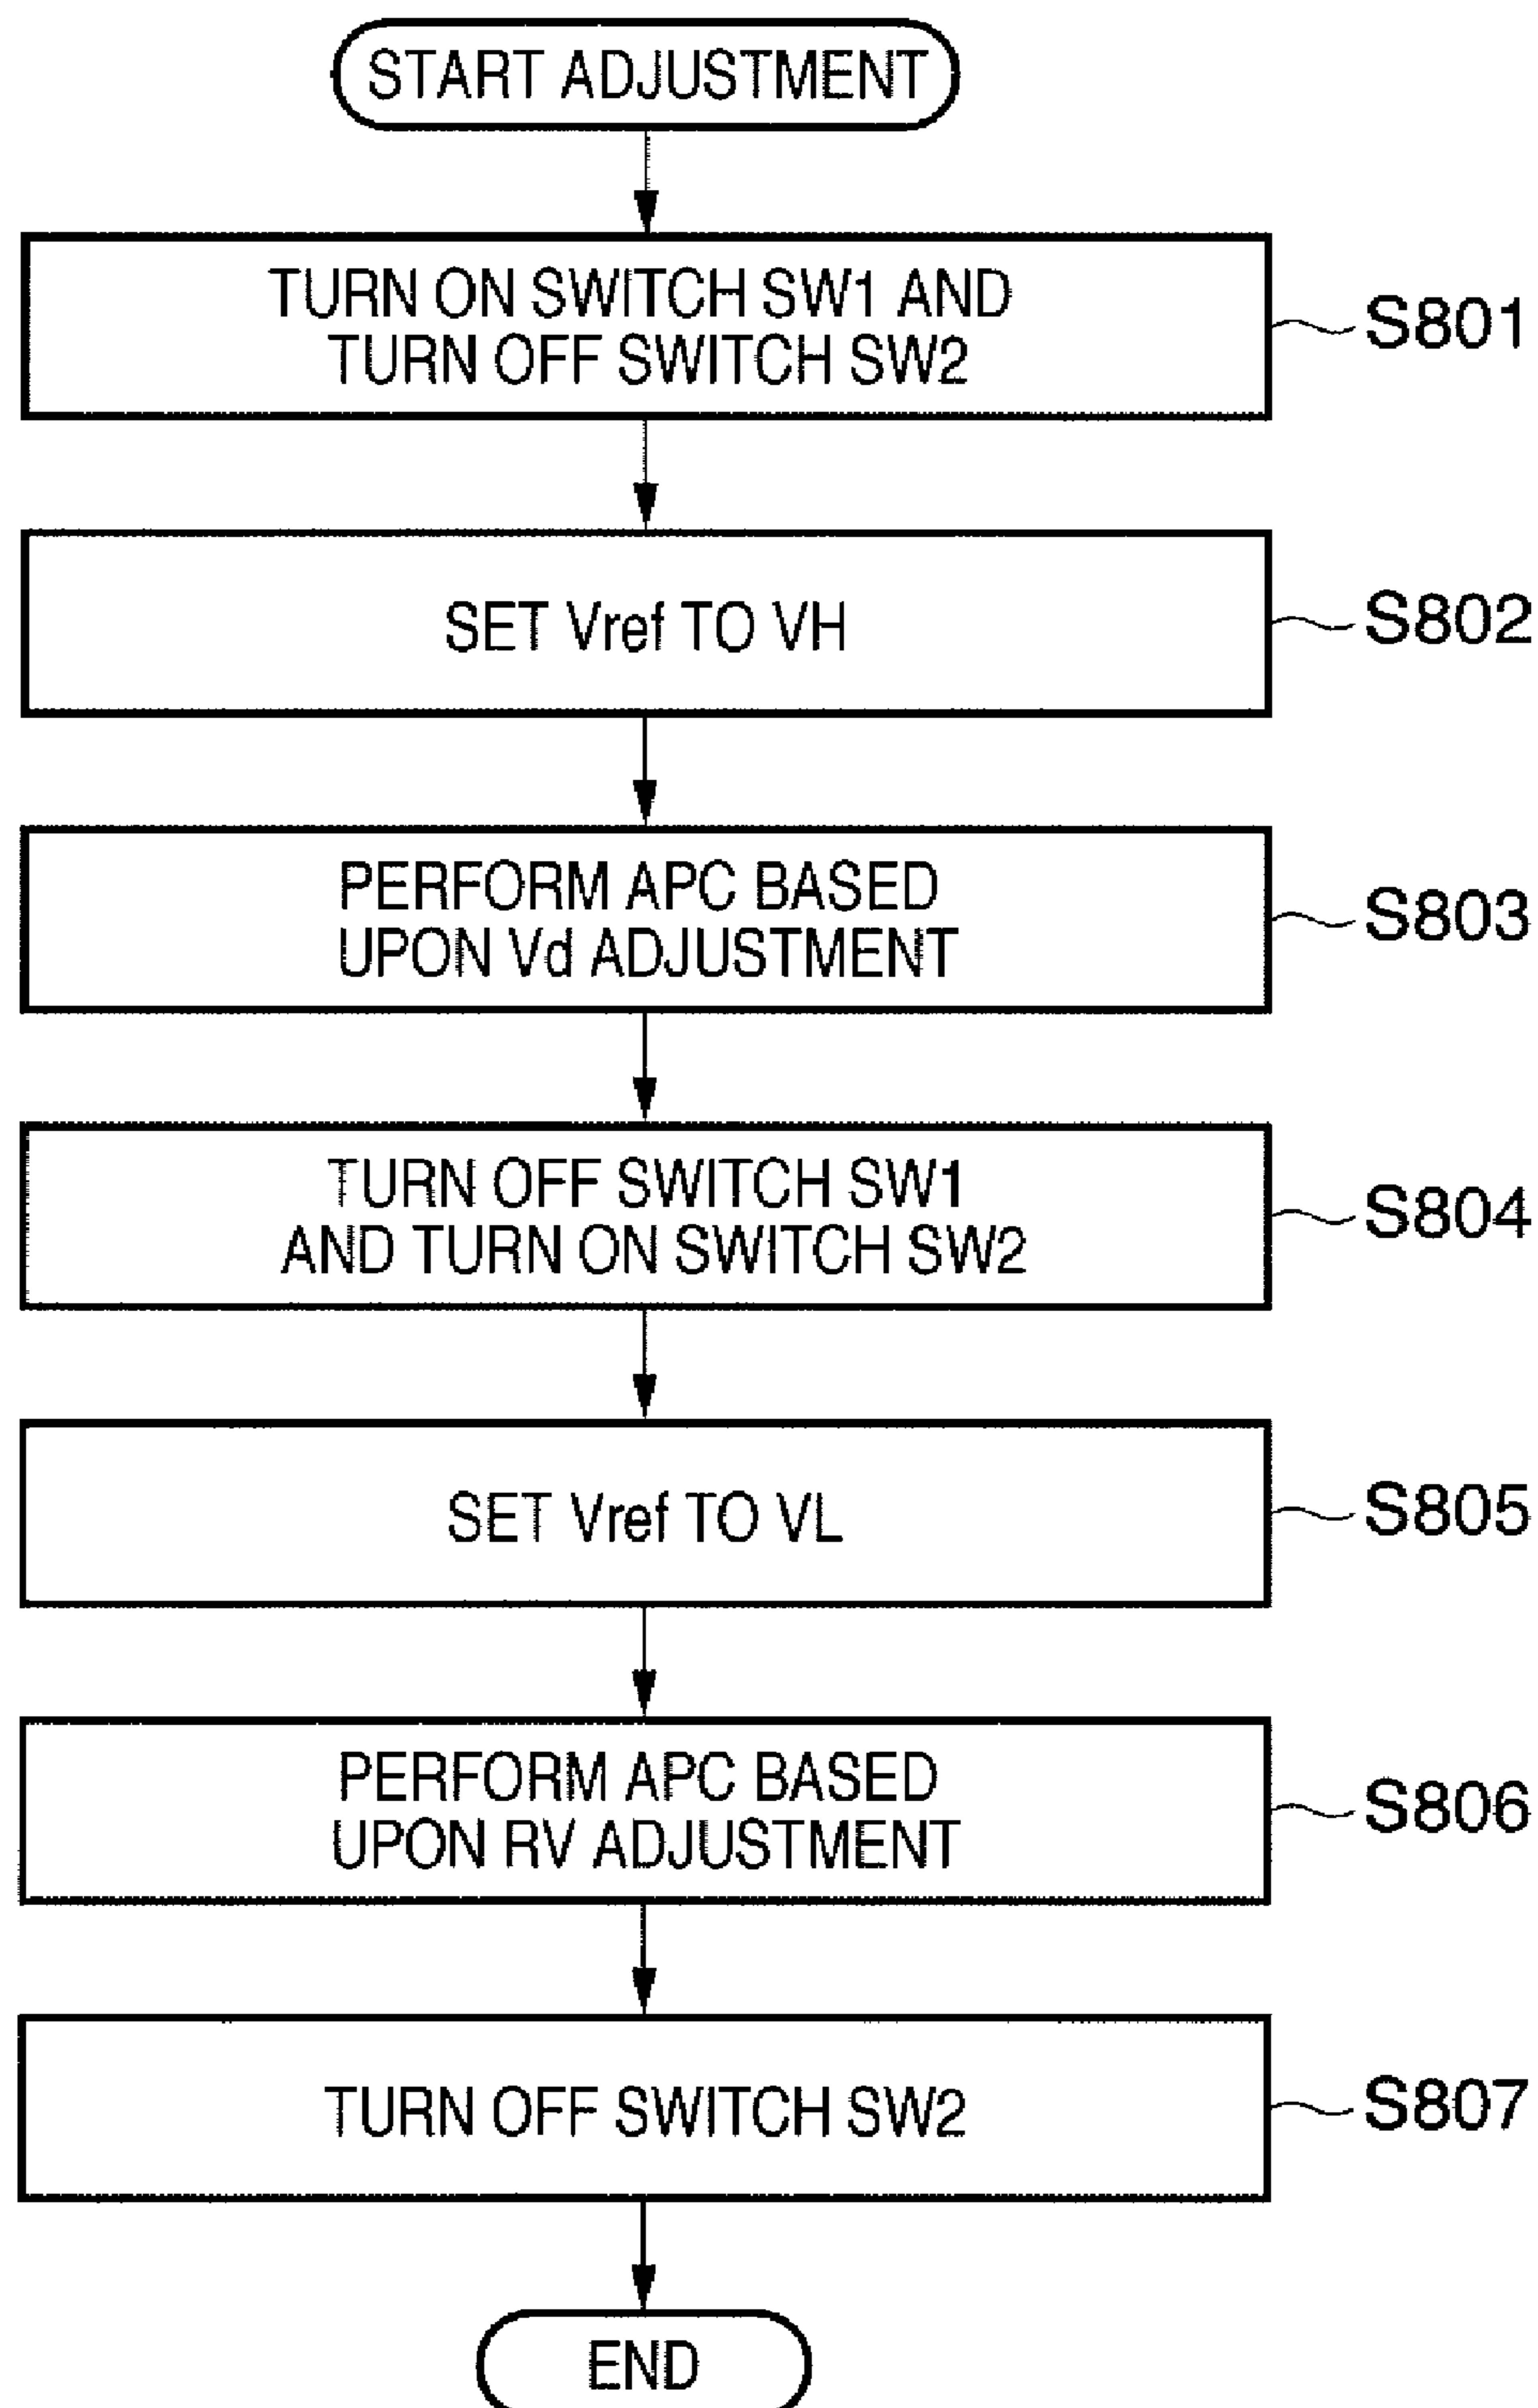 START ADJUSTMENT
TURN ON SWITCH SW1 AND
TURN OFF SWITCH SW2
S801
SET Vref TO VH
S802
PERFORM APC BASED
UPON Vd ADJUSTMENT
S803
TURN OFF SWITCH SW1
AND TURN ON SWITCH SW2
S804
SET Vref TO VL
S805
PERFORM APC BASED
UPON RV ADJUSTMENT
S806
TURN OFF SWITCH SW2
S807
END